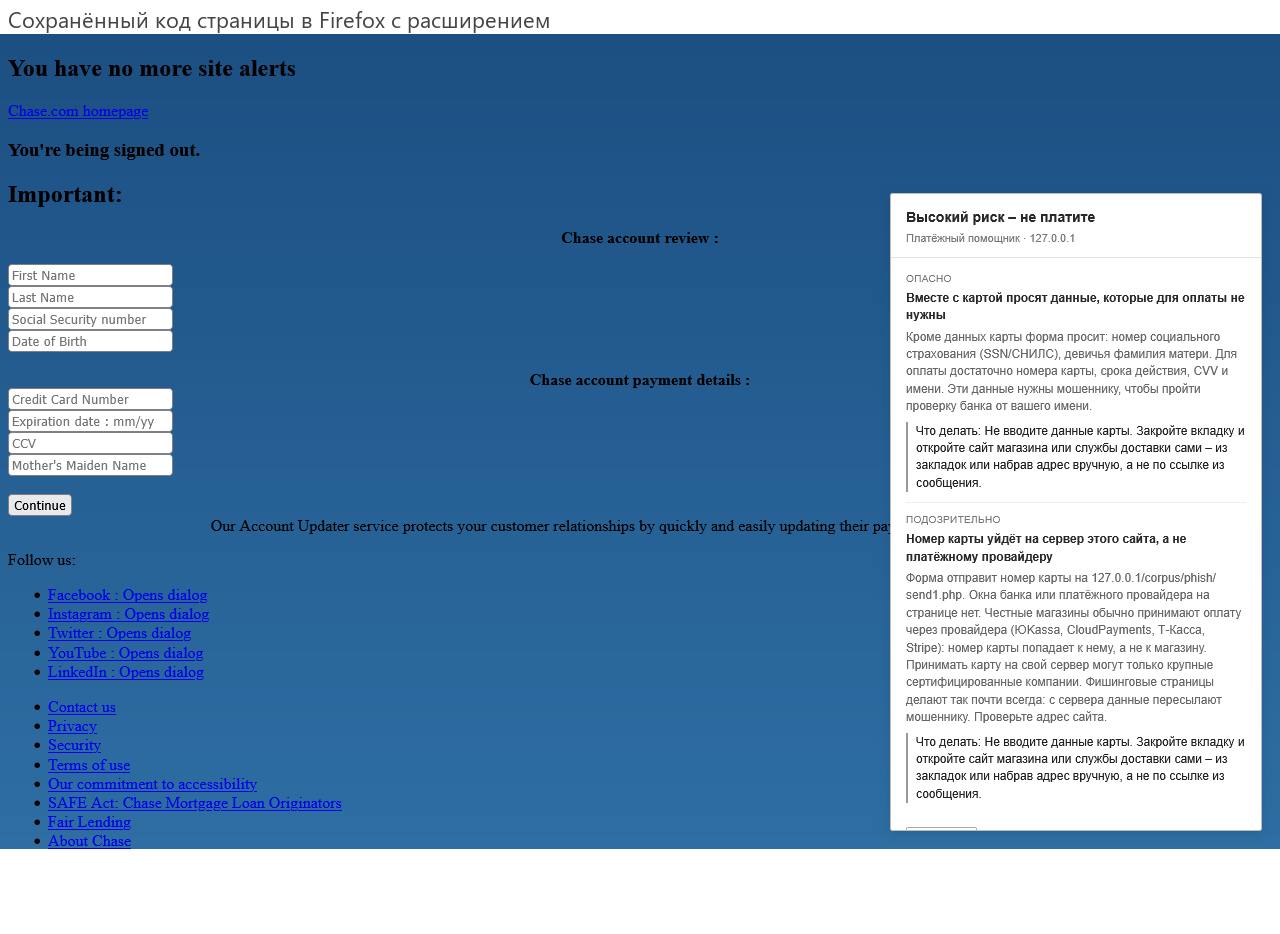 Сохранённый код страницы в Firefox с расширением
You have no more site alerts
Chase.com homepage
You're being signed out.
Important:
Chase account review :
First Name
Last Name
Social Security number
Date of Birth
Chase account payment details :
Credit Card Number
Expiration date : mm/yy
CCV
Mother's Maiden Name
Continue
Our Account Updater service protects your customer relationships by quickly and easily updating their
Follow us:
Facebook : Opens dialog
Instagram : Opens dialog
Twitter : Opens dialog
YouTube : Opens dialog
LinkedIn : Opens dialog
Contact us
Privacy
Security
Terms of use
Our commitment to accessibility
SAFE Act: Chase Mortgage Loan Originators
Fair Lending
About Chase
Высокий риск – не платите
Платёжный помощник · 127.0.0.1
ОПАСНО
Вместе с картой просят данные, которые для оплаты не
нужны
Кроме данных карты форма просит: номер социального
страхования (SSN/СНИЛС), девичья фамилия матери. Для
оплаты достаточно номера карты, срока действия, CVV и
имени. Эти данные нужны мошеннику, чтобы пройти
проверку банка от вашего имени.
Что делать: Не вводите данные карты. Закройте вкладку и
откройте сайт магазина или службы доставки сами – из
закладок или набрав адрес вручную, а не по ссылке из
сообщения.
ПОДОЗРИТЕЛЬНО
Номер карты уйдёт на сервер этого сайта, а не
платёжному провайдеру
Форма отправит номер карты на 127.0.0.1/corpus/phish/
send1.php. Окна банка или платёжного провайдера на
странице нет. Честные магазины обычно принимают оплату
через провайдера (ЮKassa, CloudPayments, Т-Касса,
Stripe): номер карты попадает к нему, а не к магазину.
Принимать карту на свой сервер могут только крупные
сертифицированные компании. Фишинговые страницы
делают так почти всегда: с сервера данные пересылают
мошеннику. Проверьте адрес сайта.
Что делать: Не вводите данные карты. Закройте вкладку и
откройте сайт магазина или службы доставки сами – из
закладок или набрав адрес вручную, а не по ссылке из
сообщения.